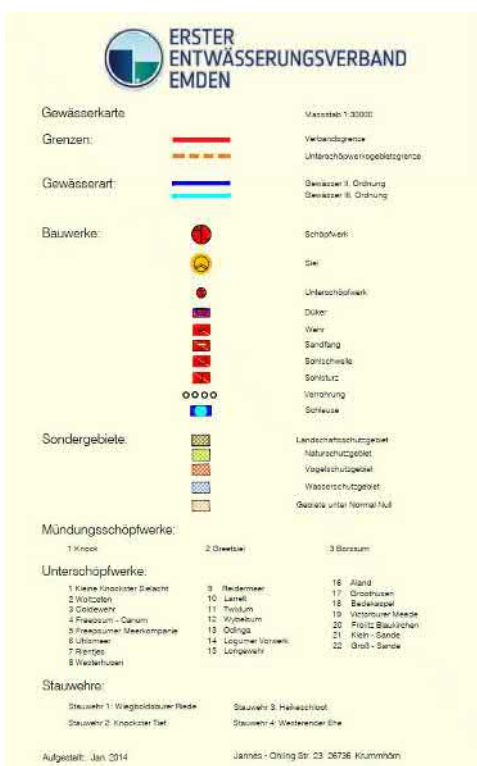 ERSTER
ENTWÄSSERUNGSVERBAND
EMDEN
Gewässerkarte Massstab 1:30000
Grenzen: Verbandsgrenze
Unterschöpfwerksgebietsgrenze
Gewässerart: Gewässer II. Ordnung
Gewässer III. Ordnung
Bauwerke: Schöpfwerk
Siel
Unterschöpfwerk
Düker
Wehr
Sandfang
Sohlschwelle
Sohlsturz
Verrohrung
Schleuse
Sondergebiete: Landschaftsschutzgebiet
Naturschutzgebiet
Vogelschutzgebiet
Wasserschutzgebiet
Gebiete unter Normal Null
Mündungsschöpfwerke:
1 Knock 2 Greetsiel 3 Borssum
Unterschöpfwerke:
1 Kleine Knockster Sielacht
2 Woltzeten
3 Coldewehr
4 Freepsum - Canum
5 Freepsumer Meerkompanie
6 Uhlsmeer
7 Rientjes
8 Westerhusen
9 Heidermeer
10 Larrelt
11 Twixlum
12 Wybelsum
13 Odinga
14 Logumer Vorwerk
15 Longewehr
16 Aland
17 Groothusen
18 Bedekaspel
19 Victorburer Meede
20 Froilitz Blaukirchen
21 Klein - Sande
22 Groß - Sande
Stauwehre:
Stauwehr 1: Wiegboldsburer Riede Stauwehr 3: Heikeschloot
Stauwehr 2: Knockster Tief Stauwehr 4: Westerender Ehe
Aufgestellt: Jan. 2014 Jannes - Ohling Str. 23 26736 Krummhörn